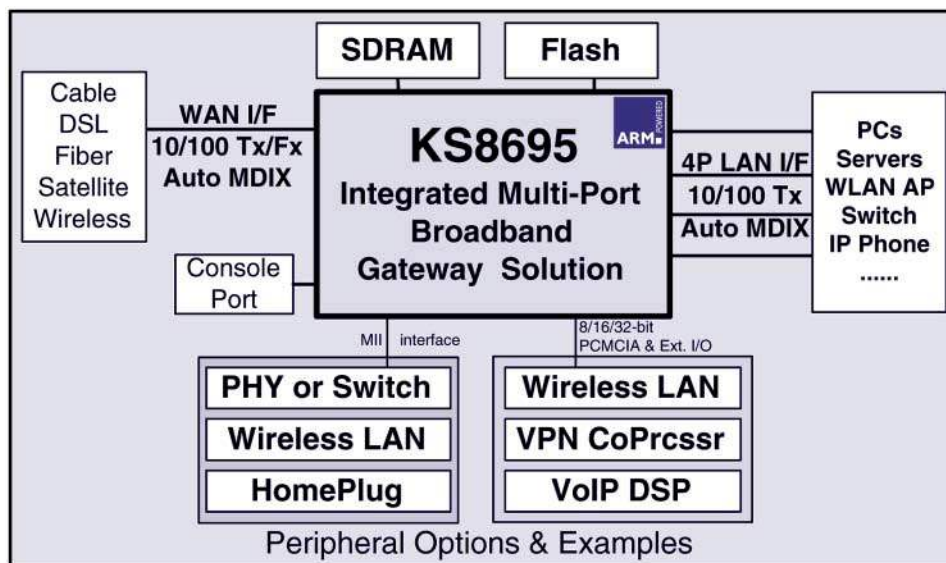 SDRAM
Flash
Cable
DSL
Fiber
Satellite
Wireless
WAN I/F
10/100 Tx/Fx
Auto MDIX
KS8695
Integrated Multi-Port
Broadband
Gateway Solution
ARM
POWERED
4P LAN I/F
10/100 Tx
Auto MDIX
PCs
Servers
WLAN AP
Switch
IP Phone
......
Console
Port
MII interface
8/16/32-bit
PCMCIA & Ext. I/O
PHY or Switch
Wireless LAN
HomePlug
Wireless LAN
VPN CoPrcssr
VoIP DSP
Peripheral Options & Examples